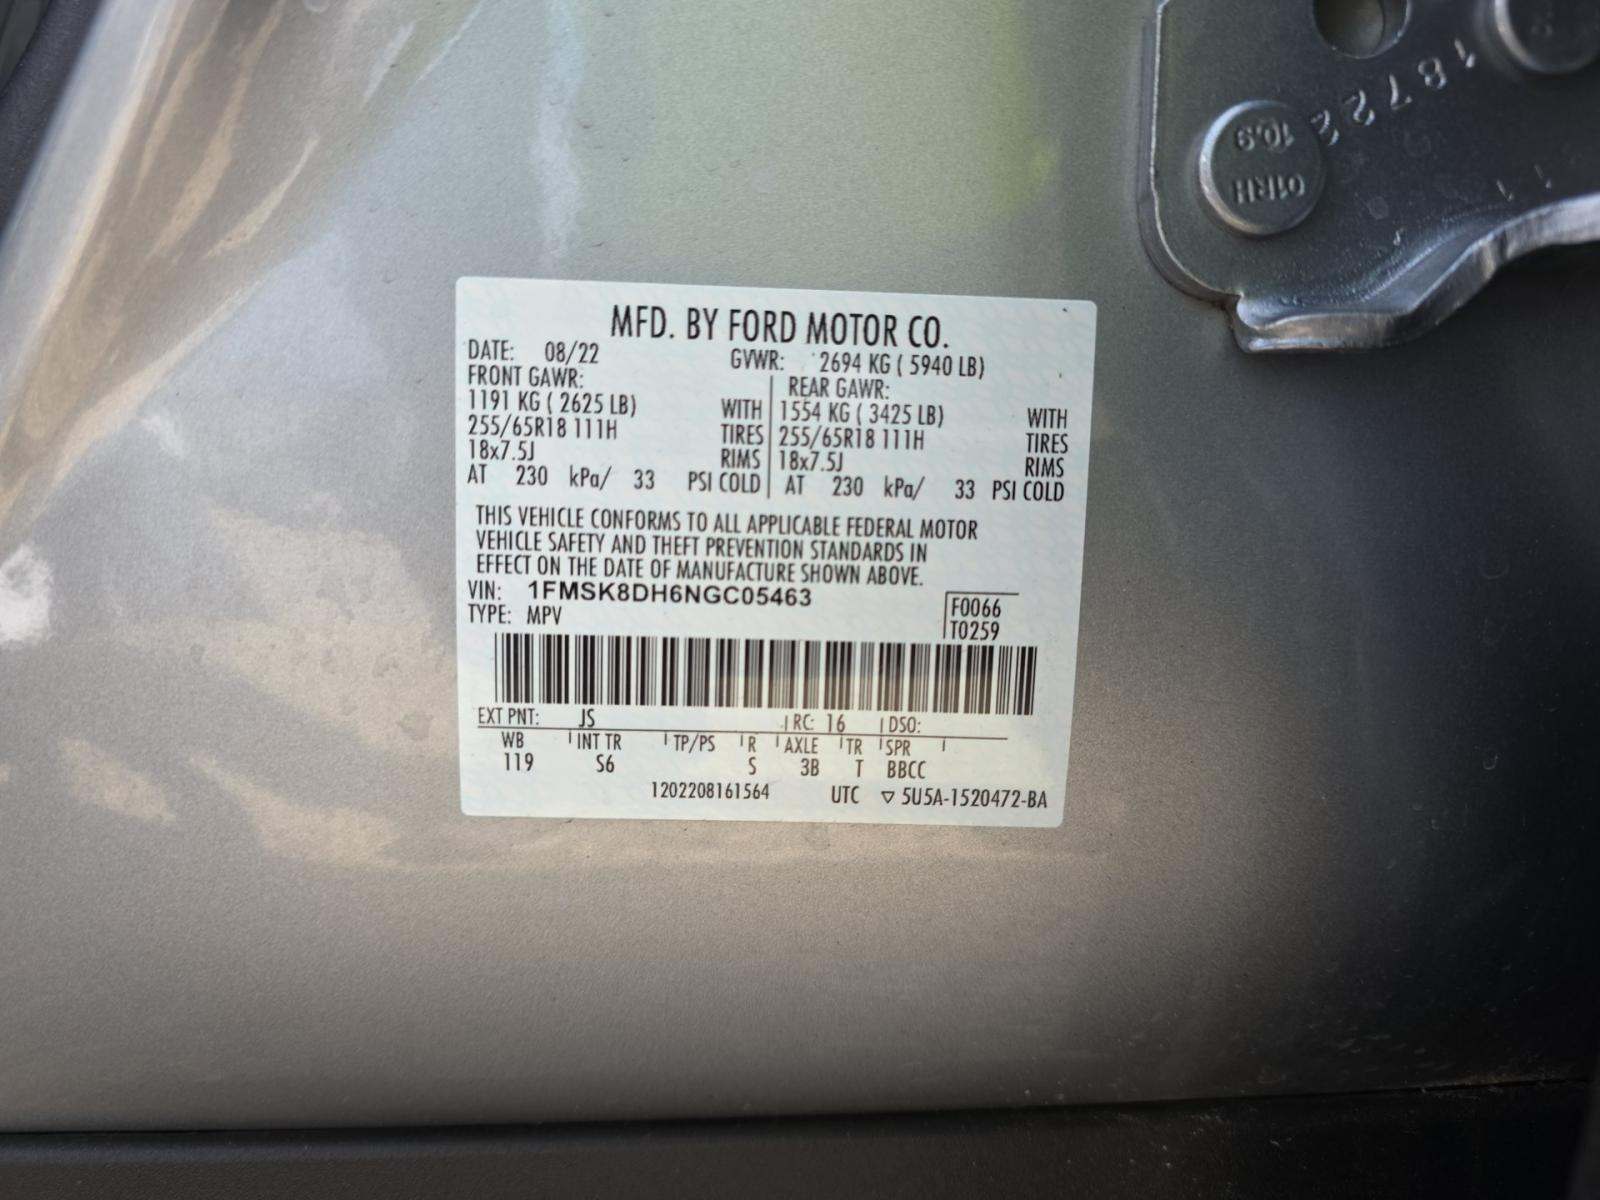 18722
10.9
01RH
11
MFD. BY FORD MOTOR CO.
DATE: 08/22 GVWR: 2694 KG ( 5940 LB)
FRONT GAWR: REAR GAWR:
1191 KG ( 2625 LB) WITH 1554 KG ( 3425 LB) WITH
255/65R18 111H TIRES 255/65R18 111H TIRES
18x7.5J RIMS 18x7.5J RIMS
AT 230 kPa/ 33 PSI COLD AT 230 kPa/ 33 PSI COLD
THIS VEHICLE CONFORMS TO ALL APPLICABLE FEDERAL MOTOR
VEHICLE SAFETY AND THEFT PREVENTION STANDARDS IN
EFFECT ON THE DATE OF MANUFACTURE SHOWN ABOVE.
VIN: 1FMSK8DH6NGC05463
TYPE: MPV
F0066
T0259
EXT PNT: JS RC: 16 DSO:
WB INT TR TP/PS R AXLE TR SPR
119 S6 S 3B T BBCC
1202208161564 UTC ▽ 5U5A-1520472-BA